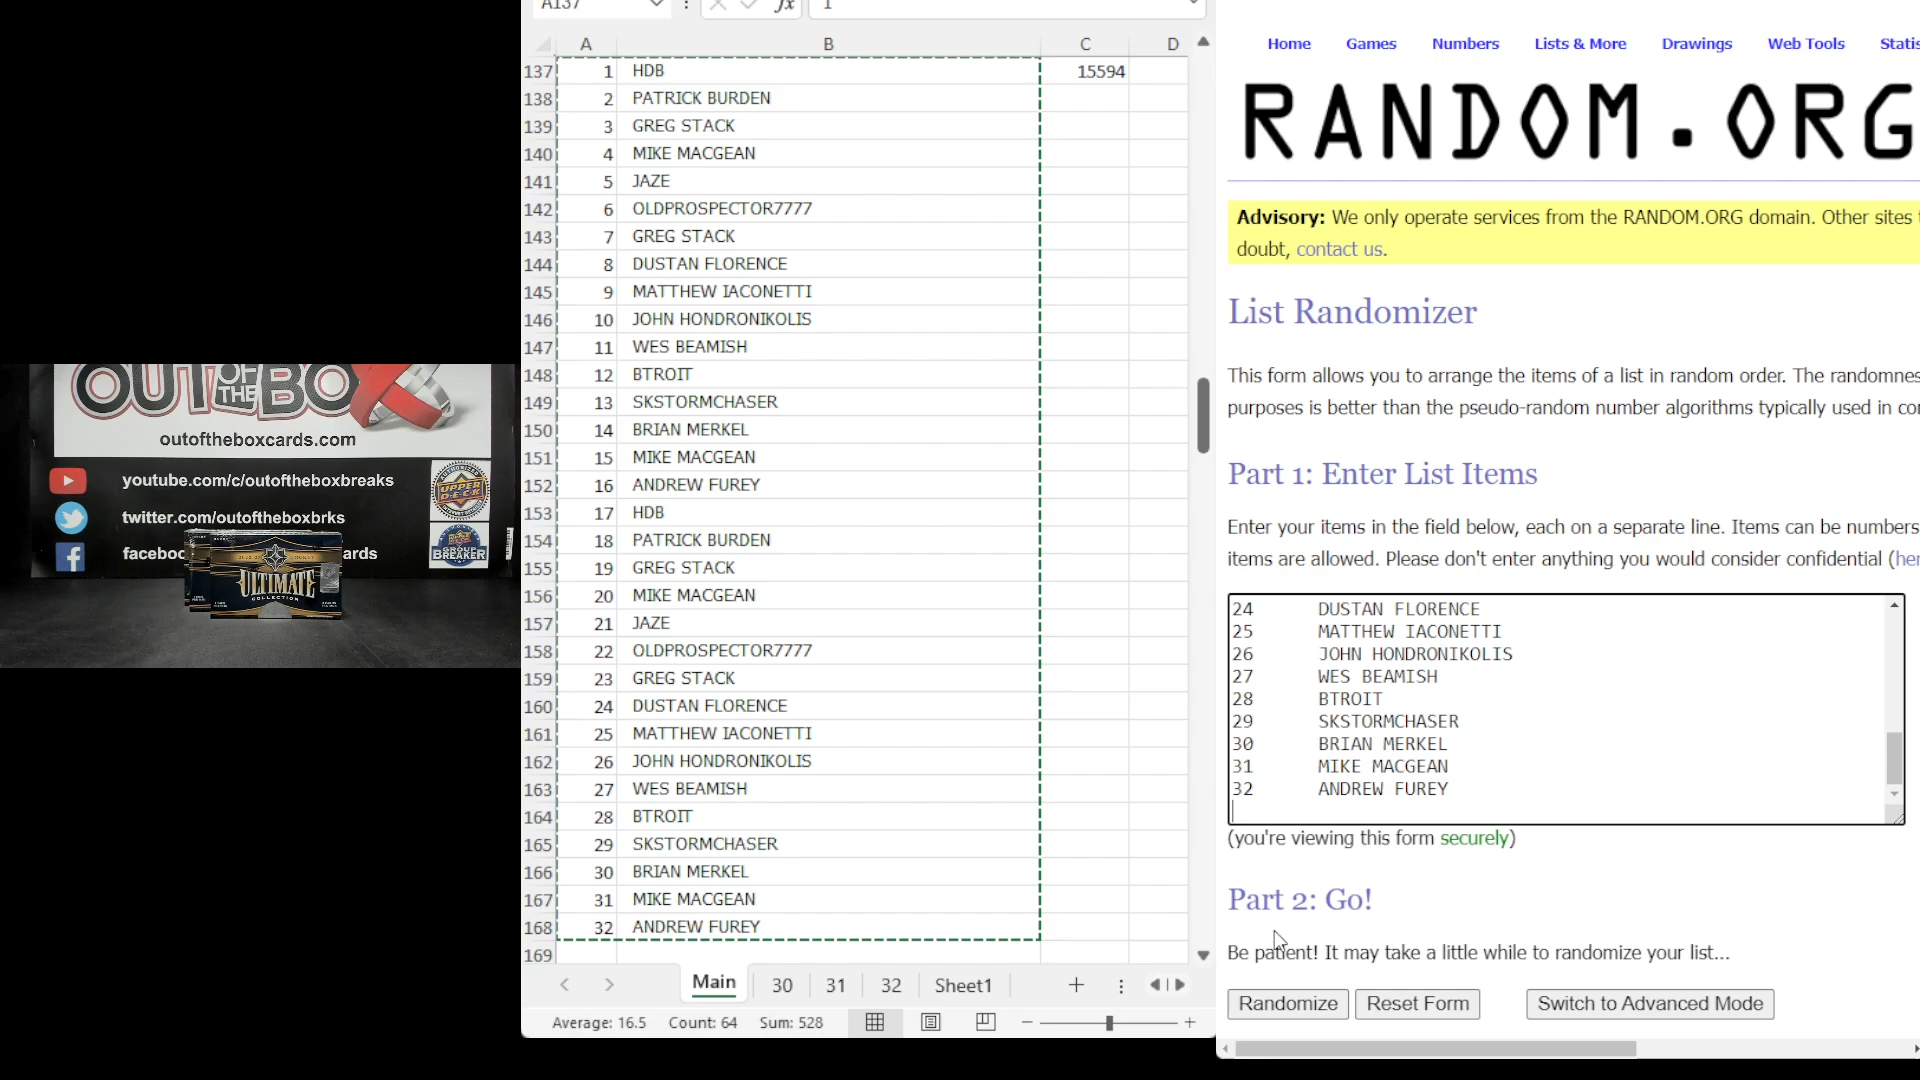 OUT OF THE BO
outoftheboxcards.com
youtube.com/c/outoftheboxbreaks
twitter.com/outoftheboxbrks
faceboo
ards
UPPER DECK
GROUP BREAKER
ULTIMATE
COLLECTION
A137
fx
1
A B C D
137 1 HDB 15594
138 2 PATRICK BURDEN
139 3 GREG STACK
140 4 MIKE MACGEAN
141 5 JAZE
142 6 OLDPROSPECTOR7777
143 7 GREG STACK
144 8 DUSTAN FLORENCE
145 9 MATTHEW IACONETTI
146 10 JOHN HONDRONIKOLIS
147 11 WES BEAMISH
148 12 BTROIT
149 13 SKSTORMCHASER
150 14 BRIAN MERKEL
151 15 MIKE MACGEAN
152 16 ANDREW FUREY
153 17 HDB
154 18 PATRICK BURDEN
155 19 GREG STACK
156 20 MIKE MACGEAN
157 21 JAZE
158 22 OLDPROSPECTOR7777
159 23 GREG STACK
160 24 DUSTAN FLORENCE
161 25 MATTHEW IACONETTI
162 26 JOHN HONDRONIKOLIS
163 27 WES BEAMISH
164 28 BTROIT
165 29 SKSTORMCHASER
166 30 BRIAN MERKEL
167 31 MIKE MACGEAN
168 32 ANDREW FUREY
169
Main 30 31 32 Sheet1
Average: 16.5 Count: 64 Sum: 528
Home Games Numbers Lists & More Drawings Web Tools Statis
RANDOM.ORG
Advisory: We only operate services from the RANDOM.ORG domain. Other sites t
doubt, contact us.
List Randomizer
This form allows you to arrange the items of a list in random order. The randomnes
purposes is better than the pseudo-random number algorithms typically used in co
Part 1: Enter List Items
Enter your items in the field below, each on a separate line. Items can be numbers
items are allowed. Please don't enter anything you would consider confidential (her
24 DUSTAN FLORENCE
25 MATTHEW IACONETTI
26 JOHN HONDRONIKOLIS
27 WES BEAMISH
28 BTROIT
29 SKSTORMCHASER
30 BRIAN MERKEL
31 MIKE MACGEAN
32 ANDREW FUREY
(you're viewing this form securely)
Part 2: Go!
Be patient! It may take a little while to randomize your list...
Randomize Reset Form Switch to Advanced Mode